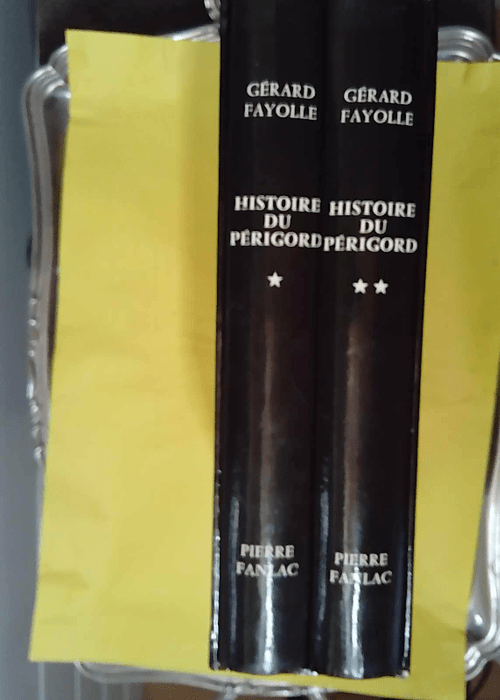 GÉRARD
FAYOLLE
HISTOIRE
DU
PÉRIGORD
★
PIERRE
FANLAC
GÉRARD
FAYOLLE
HISTOIRE
DU
PÉRIGORD
★★
PIERRE
FANLAC